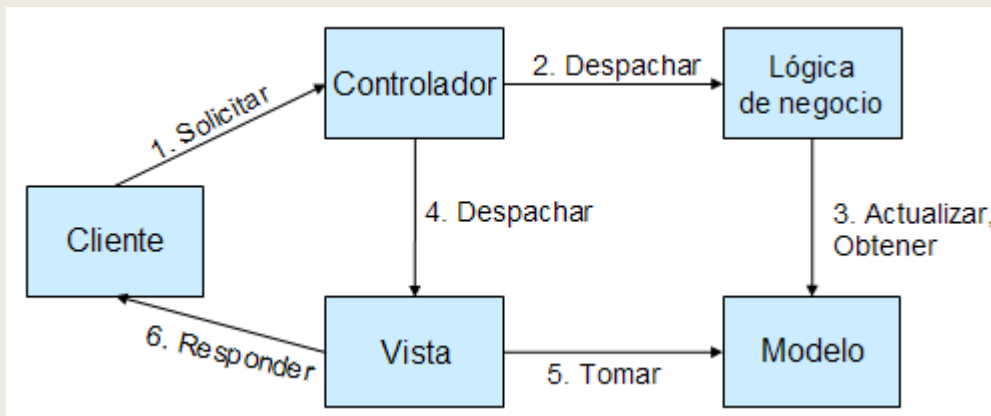 Controlador
2. Despachar
Lógica
de negocio
1. Solicitar
Cliente
4. Despachar
3. Actualizar,
Obtener
6. Responder
Vista
5. Tomar
Modelo